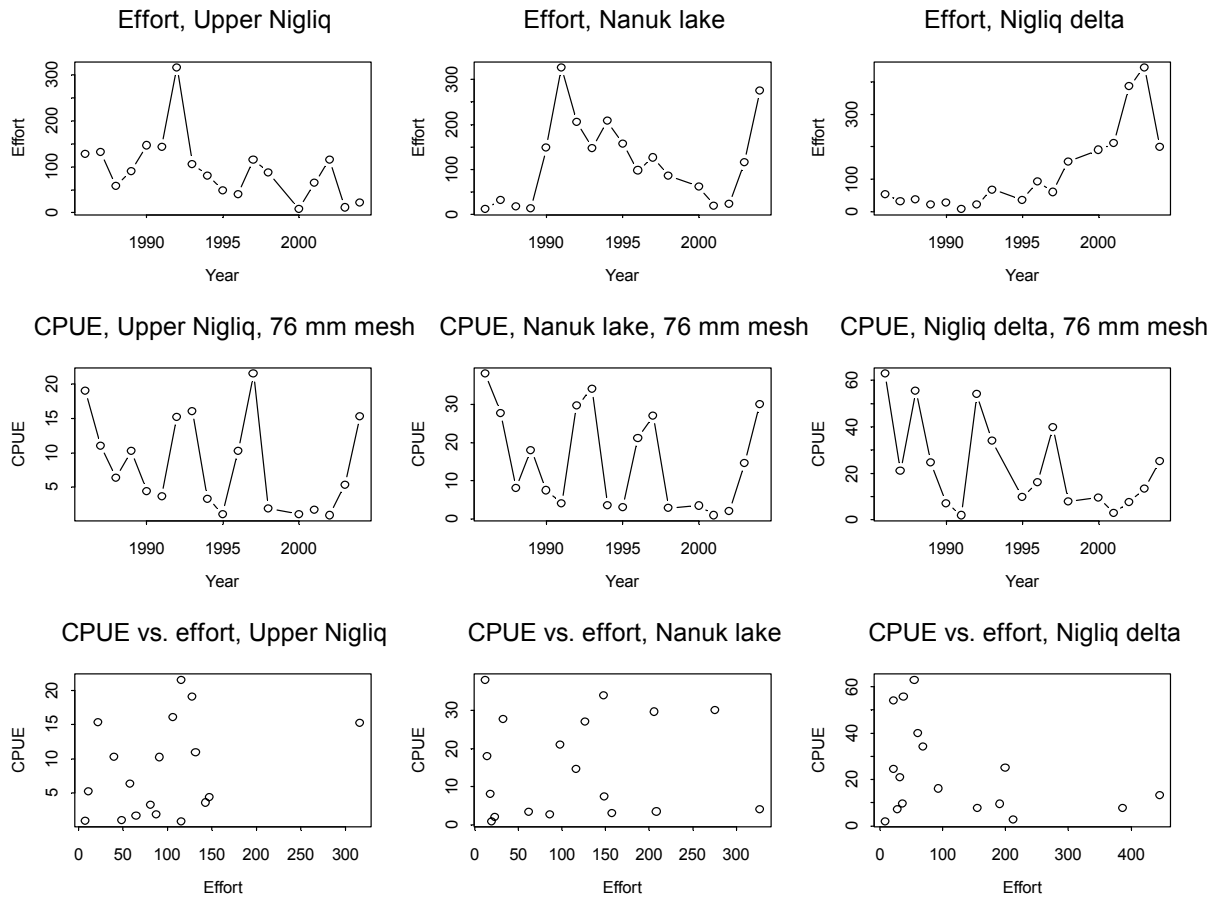 Effort, Upper Nigliq
Effort, Nanuk lake
Effort, Nigliq delta
Effort
0 100 200 300
1990 1995 2000
Year
Effort
0 100 200 300
1990 1995 2000
Year
Effort
0 100 300
1990 1995 2000
Year
CPUE, Upper Nigliq, 76 mm mesh
CPUE, Nanuk lake, 76 mm mesh
CPUE, Nigliq delta, 76 mm mesh
CPUE
5 10 15 20
1990 1995 2000
Year
CPUE
0 10 20 30
1990 1995 2000
Year
CPUE
0 20 40 60
1990 1995 2000
Year
CPUE vs. effort, Upper Nigliq
CPUE vs. effort, Nanuk lake
CPUE vs. effort, Nigliq delta
CPUE
5 10 15 20
0 50 100 150 200 250 300
Effort
CPUE
0 10 20 30
0 50 100 150 200 250 300
Effort
CPUE
0 20 40 60
0 100 200 300 400
Effort